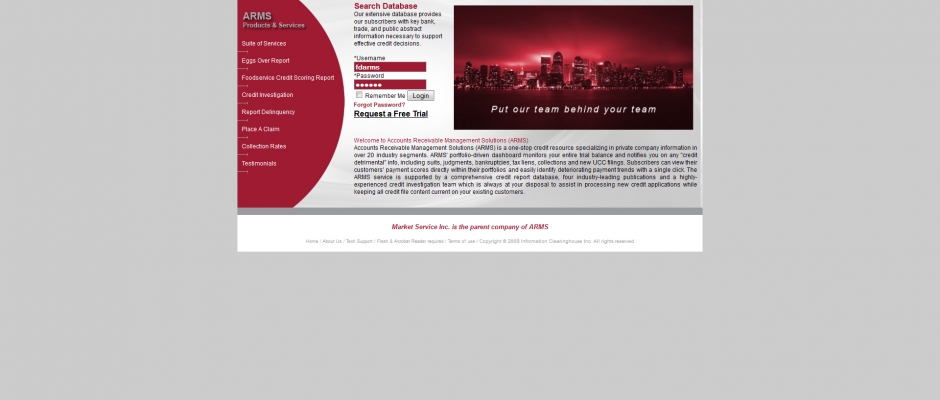 ARMS
Products & Services
Suite of Services
Eggs Over Report
Foodservice Credit Scoring Report
Credit Investigation
Report Delinquency
Place A Claim
Collection Rates
Testimonials
Search Database
Our extensive database provides
our subscribers with key bank,
trade, and public abstract
information necessary to support
effective credit decisions.
*Username
fdarms
*Password
Remember Me Login
Forgot Password?
Request a Free Trial
Put our team behind your team
Welcome to Accounts Receivable Management Solutions (ARMS)
Accounts Receivable Management Solutions (ARMS) is a one-stop credit resource specializing in private company information in
over 20 industry segments. ARMS' portfolio-driven dashboard monitors your entire trial balance and notifies you on any "credit
detrimental" info, including suits, judgments, bankruptcies, tax liens, collections and new UCC filings. Subscribers can view their
customers' payment scores directly within their portfolios and easily identify deteriorating payment trends with a single click. The
ARMS service is supported by a comprehensive credit report database, four industry-leading publications and a highly-
experienced credit investigation team which is always at your disposal to assist in processing new credit applications while
keeping all credit file content current on your existing customers.
Market Service Inc. is the parent company of ARMS
Home / About Us / Tech Support / Flash & Acrobat Reader required / Terms of use / Copyright © 2008 Information Clearinghouse Inc. All rights reserved.